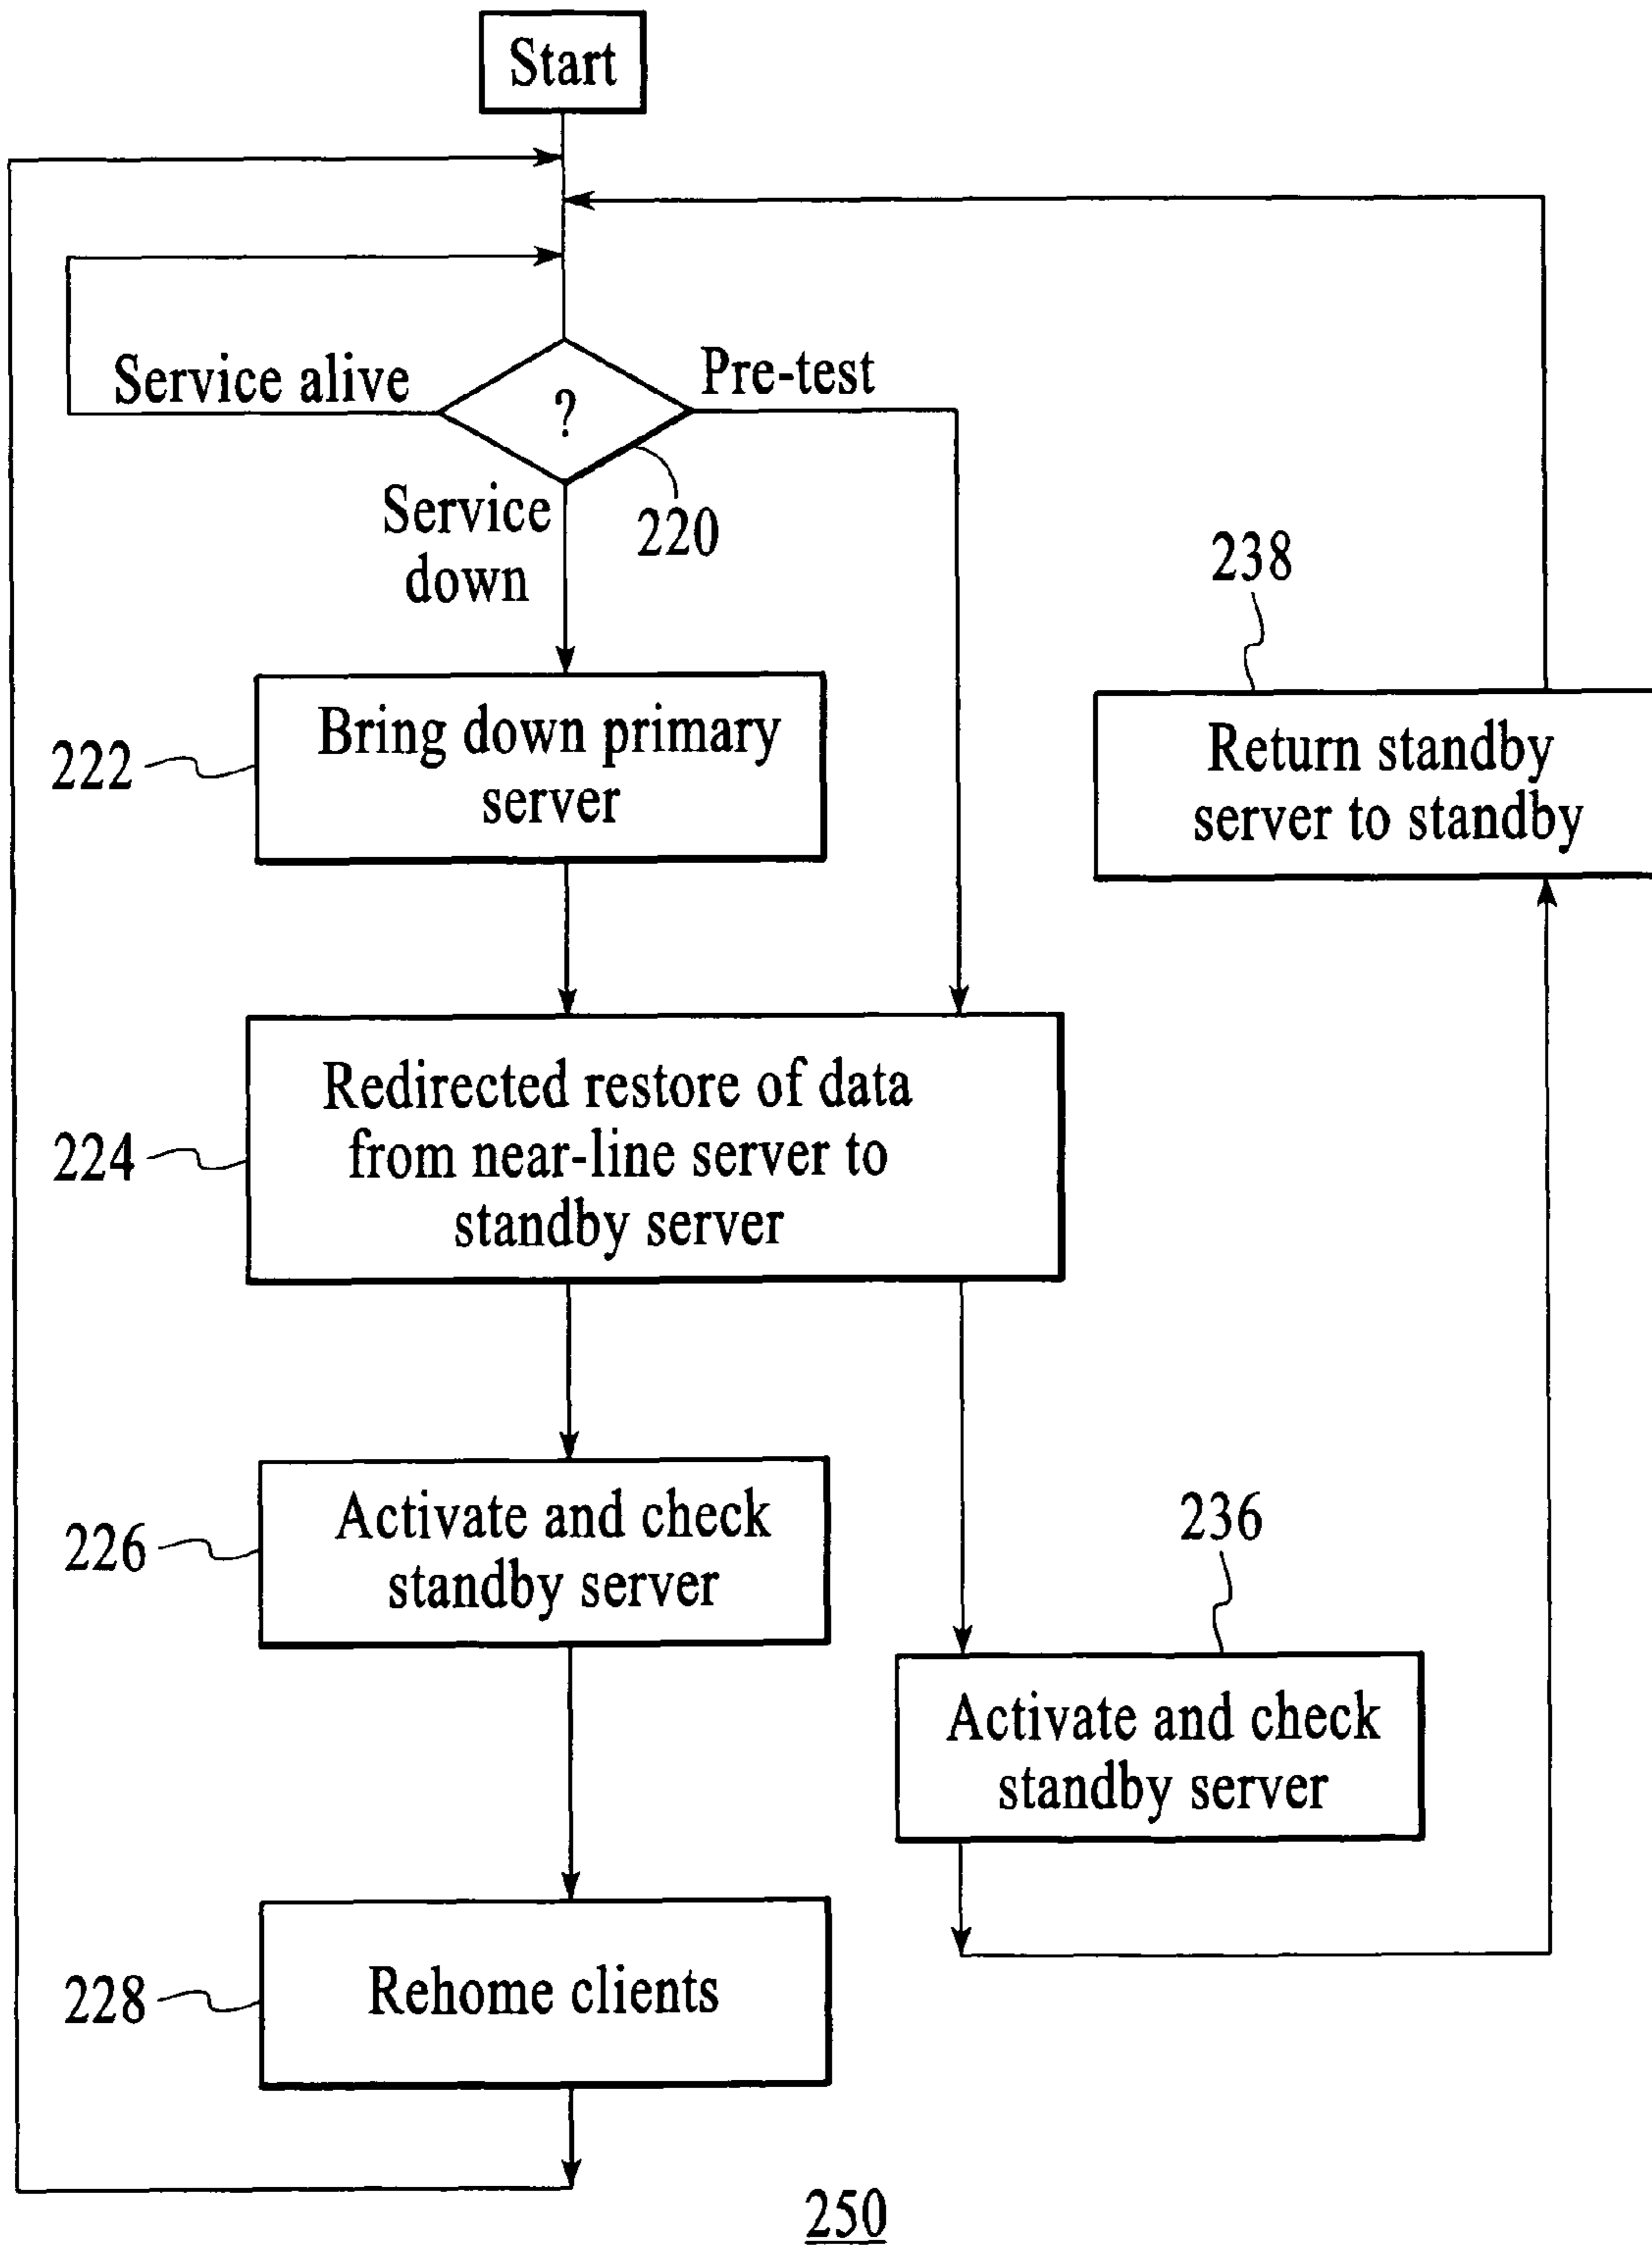 Start
Service alive
?
Pre-test
Service
down
220
238
222
Bring down primary
server
Return standby
server to standby
224
Redirected restore of data
from near-line server to
standby server
226
Activate and check
standby server
236
Activate and check
standby server
228
Rehome clients
250